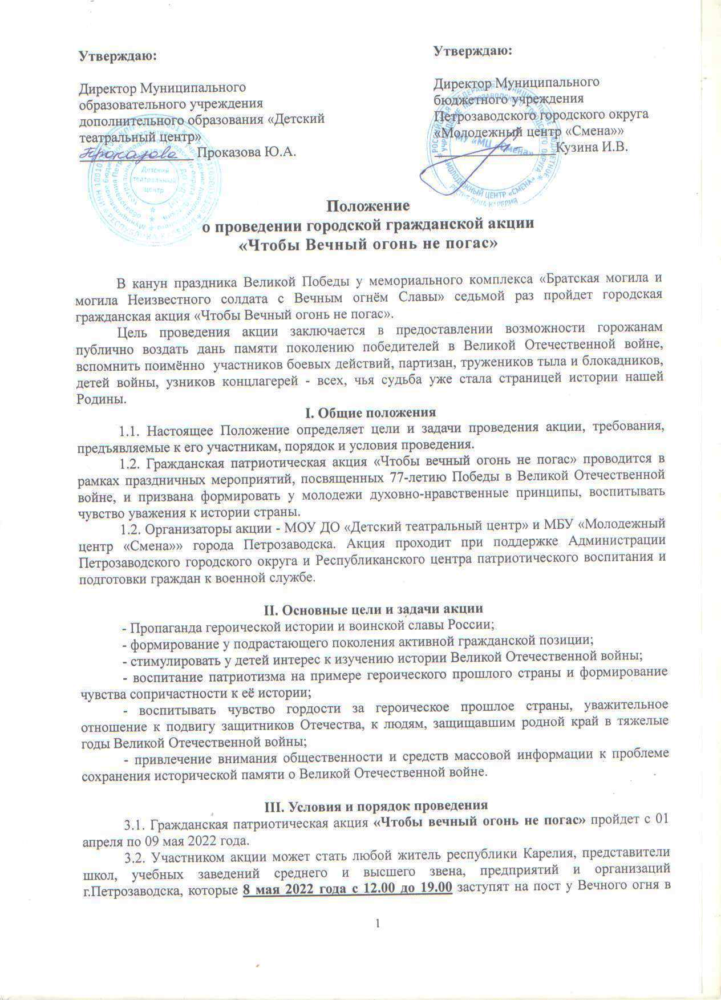 Утверждаю:
Директор Муниципального
образовательного учреждения
дополнительного образования «Детский
театральный центр»
Проказова Проказова Ю.А.
Детский
театральный
центр
Утверждаю:
Директор Муниципального
бюджетного учреждения
Петрозаводского городского округа
«Молодежный центр «Смена»»
Кузина И.В.
МУ «МЦ «Смена»
«МОЛОДЕЖНЫЙ ЦЕНТР «СМЕНА»
РЕСПУБЛИКА КАРЕЛИЯ
Положение
о проведении городской гражданской акции
«Чтобы Вечный огонь не погас»
В канун праздника Великой Победы у мемориального комплекса «Братская могила и
могила Неизвестного солдата с Вечным огнём Славы» седьмой раз пройдет городская
гражданская акция «Чтобы Вечный огонь не погас».
Цель проведения акции заключается в предоставлении возможности горожанам
публично воздать дань памяти поколению победителей в Великой Отечественной войне,
вспомнить поимённо участников боевых действий, партизан, тружеников тыла и блокадников,
детей войны, узников концлагерей - всех, чья судьба уже стала страницей истории нашей
Родины.
I. Общие положения
1.1. Настоящее Положение определяет цели и задачи проведения акции, требования,
предъявляемые к его участникам, порядок и условия проведения.
1.2. Гражданская патриотическая акция «Чтобы вечный огонь не погас» проводится в
рамках праздничных мероприятий, посвященных 77-летию Победы в Великой Отечественной
войне, и призвана формировать у молодежи духовно-нравственные принципы, воспитывать
чувство уважения к истории страны.
1.2. Организаторы акции - МОУ ДО «Детский театральный центр» и МБУ «Молодежный
центр «Смена»» города Петрозаводска. Акция проходит при поддержке Администрации
Петрозаводского городского округа и Республиканского центра патриотического воспитания и
подготовки граждан к военной службе.
II. Основные цели и задачи акции
- Пропаганда героической истории и воинской славы России;
- формирование у подрастающего поколения активной гражданской позиции;
- стимулировать у детей интерес к изучению истории Великой Отечественной войны;
- воспитание патриотизма на примере героического прошлого страны и формирование
чувства сопричастности к её истории;
- воспитывать чувство гордости за героическое прошлое страны, уважительное
отношение к подвигу защитников Отечества, к людям, защищавшим родной край в тяжелые
годы Великой Отечественной войны;
- привлечение внимания общественности и средств массовой информации к проблеме
сохранения исторической памяти о Великой Отечественной войне.
III. Условия и порядок проведения
3.1. Гражданская патриотическая акция «Чтобы вечный огонь не погас» пройдет с 01
апреля по 09 мая 2022 года.
3.2. Участником акции может стать любой житель республики Карелия, представители
школ, учебных заведений среднего и высшего звена, предприятий и организаций
г.Петрозаводска, которые 8 мая 2022 года с 12.00 до 19.00 заступят на пост у Вечного огня в
1